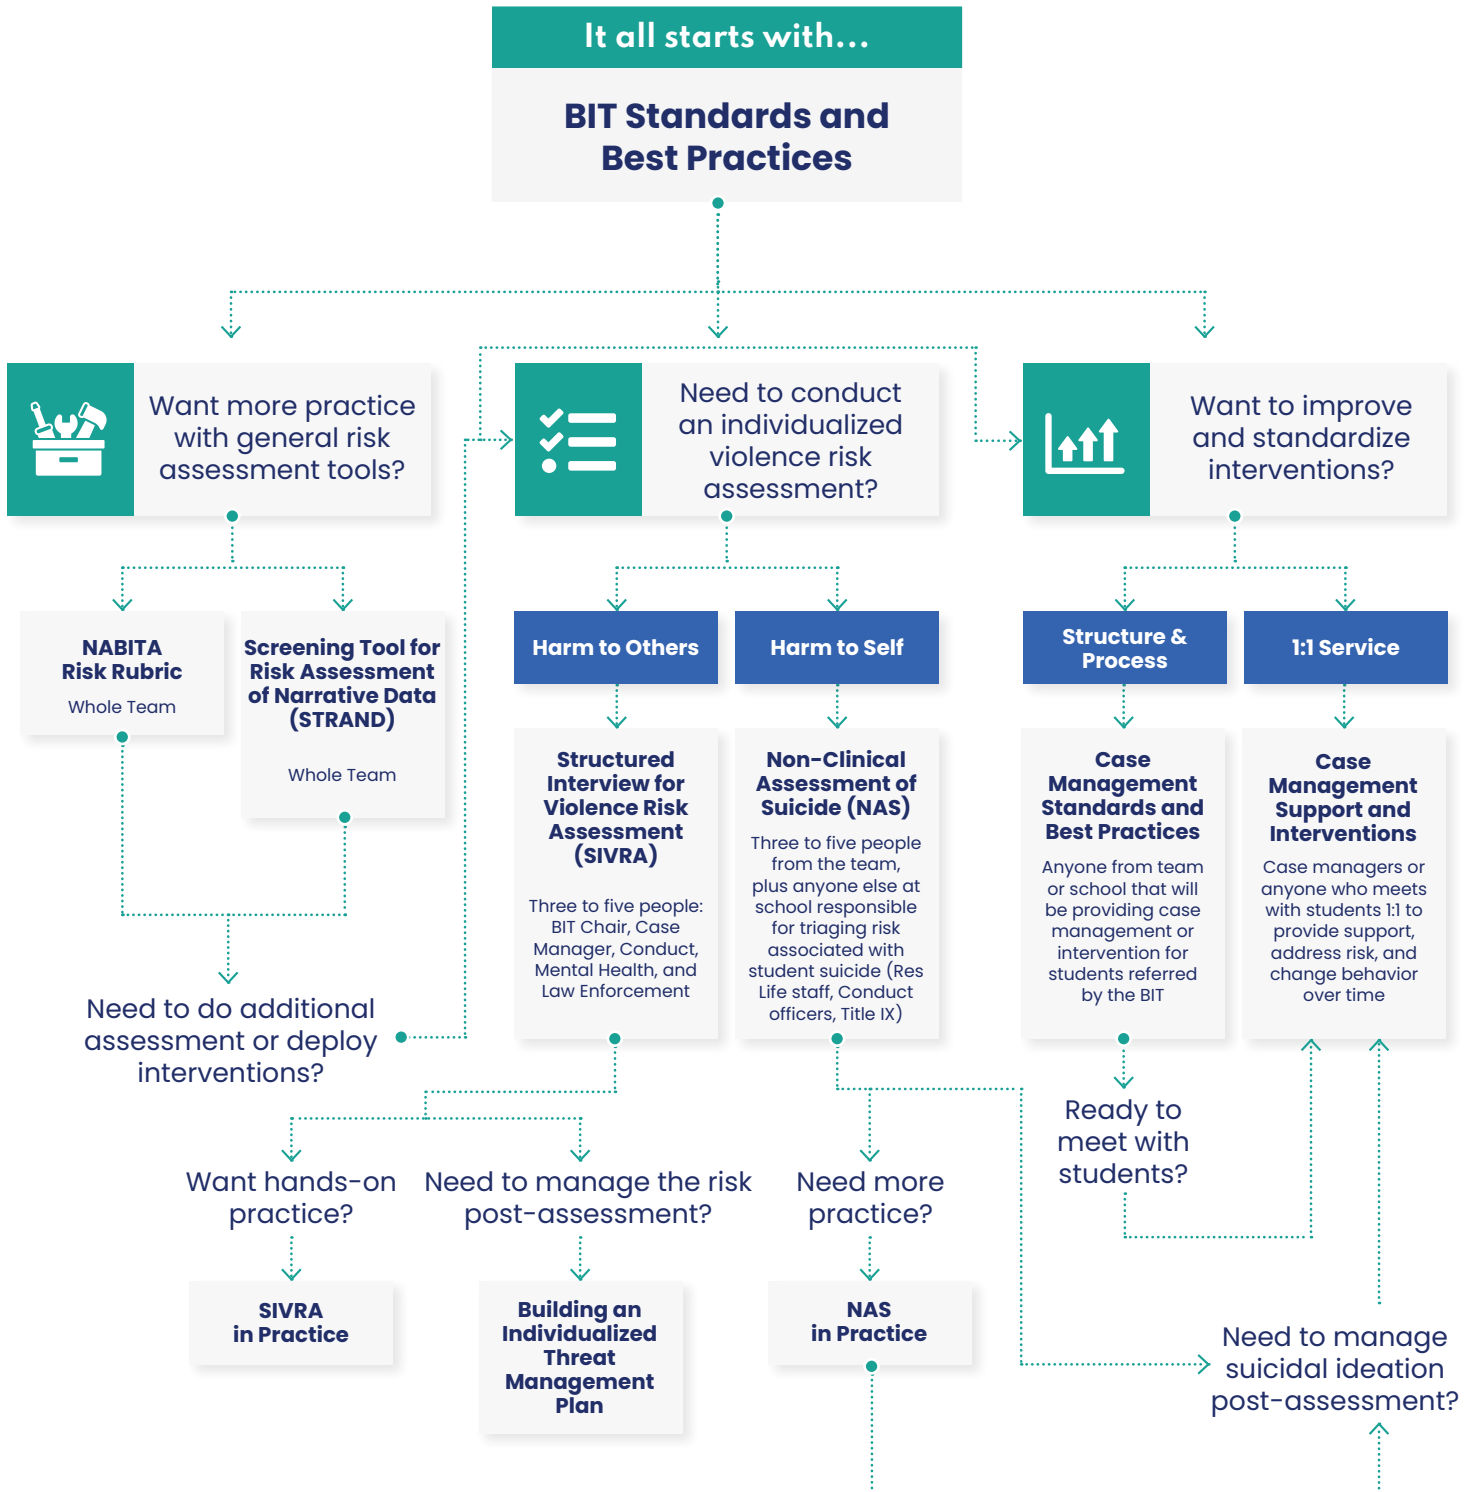 It all starts with...
BIT Standards and
Best Practices
Want more practice
with general risk
assessment tools?
Need to conduct
an individualized
violence risk
assessment?
Want to improve
and standardize
interventions?
NABITA
Risk Rubric
Whole Team
Screening Tool for
Risk Assessment
of Narrative Data
(STRAND)
Whole Team
Harm to Others
Harm to Self
Structure &
Process
1:1 Service
Structured
Interview for
Violence Risk
Assessment
(SIVRA)
Three to five people:
BIT Chair, Case
Manager, Conduct,
Mental Health, and
Law Enforcement
Non-Clinical
Assessment of
Suicide (NAS)
Three to five people
from the team,
plus anyone else at
school responsible
for triaging risk
associated with
student suicide (Res
Life staff, Conduct
officers, Title IX)
Case
Management
Standards and
Best Practices
Anyone from team
or school that will
be providing case
management or
intervention for
students referred
by the BIT
Case
Management
Support and
Interventions
Case managers or
anyone who meets
with students 1:1 to
provide support,
address risk, and
change behavior
over time
Need to do additional
assessment or deploy
interventions?
Want hands-on
practice?
Need to manage the risk
post-assessment?
Need more
practice?
Ready to
meet with
students?
SIVRA
in Practice
Building an
Individualized
Threat
Management
Plan
NAS
in Practice
Need to manage
suicidal ideation
post-assessment?